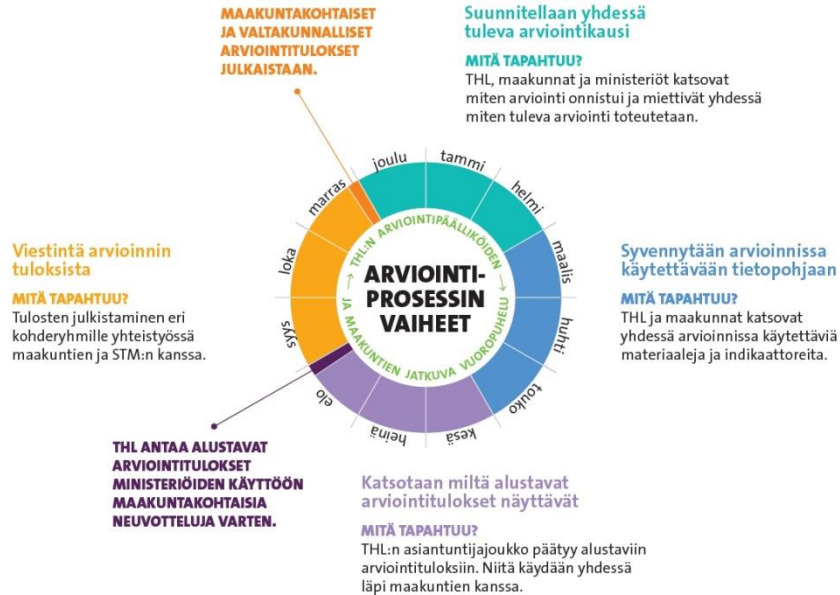 MAAKUNTAKOHTAISET
JA VALTAKUNNALLISET
ARVIOINTITULOKSET
JULKAISTAAN.
Suunnitellaan yhdessä
tuleva arviointikausi
MITÄ TAPAHTUU?
THL, maakunnat ja ministeriöt katsovat
miten arviointi onnistui ja miettivät yhdessä
miten tuleva arviointi toteutetaan.
joulu
tammi
helmi
maalis
huhti
touko
kesä
heinä
elo
syys
loka
marras
THL:N ARVIOINTIPÄÄLLIKÖIDEN →
JA MAAKUNTIEN JATKUVA VUOROPUHELU →
ARVIOINTI-
PROSESSIN
VAIHEET
Viestintä arvioinnin
tuloksista
MITÄ TAPAHTUU?
Tulosten julkistaminen eri
kohderyhmille yhteistyössä
maakuntien ja STM:n kanssa.
Syvennytään arvioinnissa
käytettävään tietopohjaan
MITÄ TAPAHTUU?
THL ja maakunnat katsovat
yhdessä arvioinnissa käytettäviä
materiaaleja ja indikaattoreita.
THL ANTAA ALUSTAVAT
ARVIOINTITULOKSET
MINISTERIÖIDEN KÄYTTÖÖN
MAAKUNTAKOHTAISIA
NEUVOTTELUJA VARTEN.
Katsotaan miltä alustavat
arviointitulokset näyttävät
MITÄ TAPAHTUU?
THL:n asiantuntijajoukko päätyy alustaviin
arviointituloksiin. Niitä käydään yhdessä
läpi maakuntien kanssa.